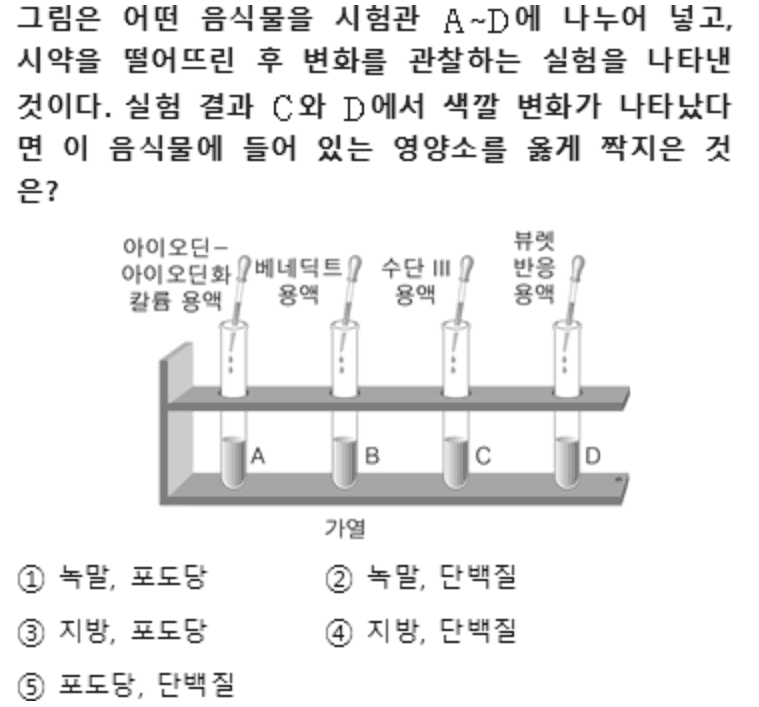 그림은 어떤 음식물을 시험관 A~D에 나누어 넣고,
시약을 떨어뜨린 후 변화를 관찰하는 실험을 나타낸
것이다. 실험 결과 C와 D에서 색깔 변화가 나타났다
면 이 음식물에 들어 있는 영양소를 옳게 짝지은 것
은?
아이오딘-
아이오딘화
칼륨 용액
베네딕트
용액
수단 III
용액
뷰렛
반응
용액
A
B
C
D
가열
① 녹말, 포도당
② 녹말, 단백질
③ 지방, 포도당
④ 지방, 단백질
⑤ 포도당, 단백질